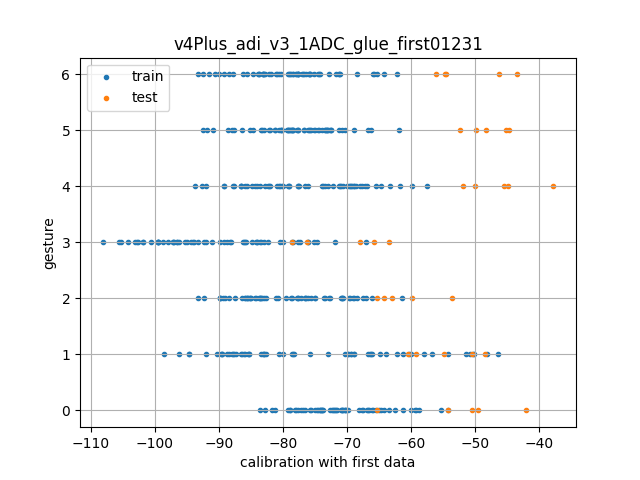 v4Plus_adi_v3_1ADC_glue_first01231
train
test
6
5
4
3
2
1
0
gesture
−110 −100 −90 −80 −70 −60 −50 −40
calibration with first data